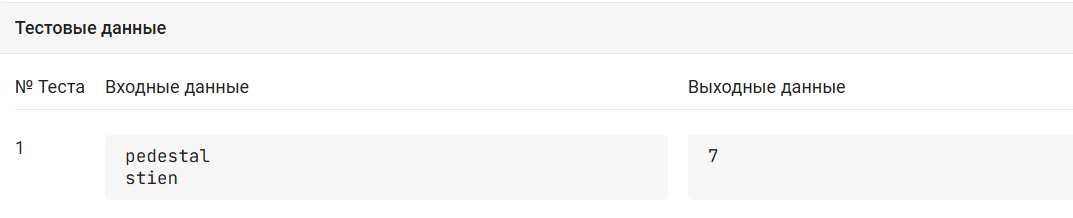 Тестовые данные
№ Теста Входные данные Выходные данные
1 pedestal 7
stien